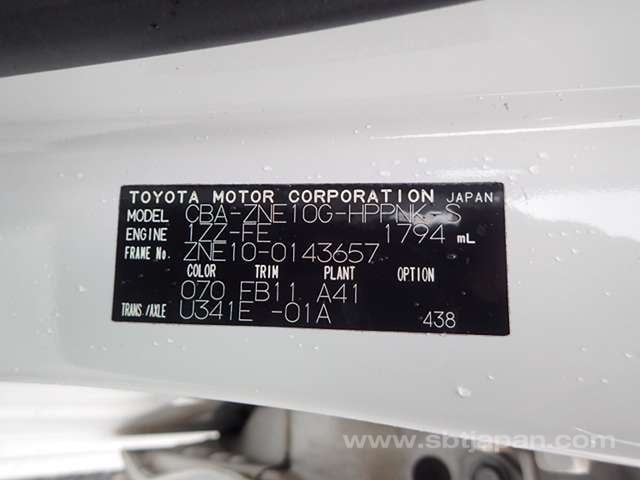 TOYOTA MOTOR CORPORATION JAPAN
MODEL CBA-ZNE10G-HPPNK-S
ENGINE 1ZZ-FE 1794 mL
FRAME No. ZNE10-0143657
COLOR TRIM PLANT OPTION
070 FB11 A41
TRANS./AXLE U341E -01A 438
www.sbtjapan.com